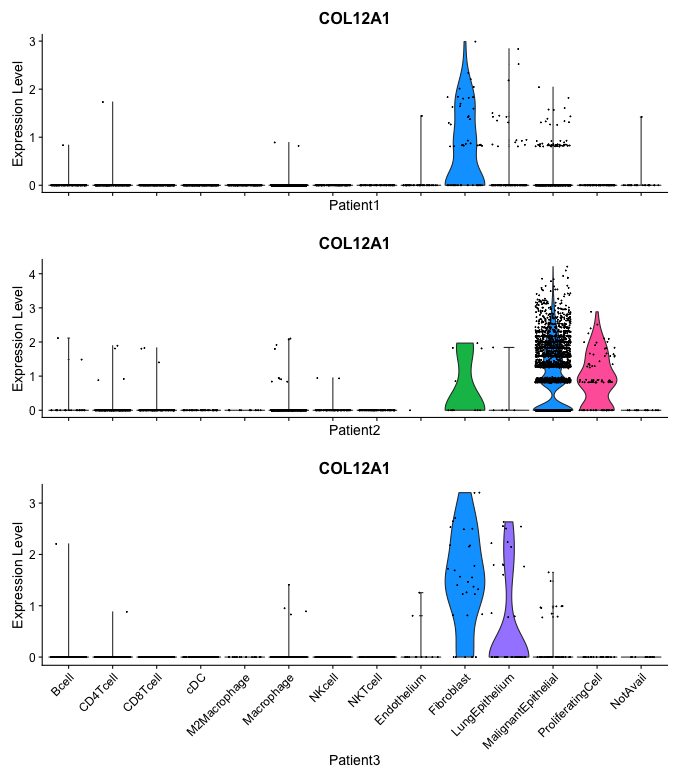 COL12A1
Expression Level
3
2
1
0
Patient1
COL12A1
Expression Level
4
3
2
1
0
Patient2
COL12A1
Expression Level
3
2
1
0
Bcell
CD4Tcell
CD8Tcell
cDC
M2Macrophage
Macrophage
NKcell
NKTcell
Endothelium
Fibroblast
LungEpithelium
MalignantEpithelial
ProliferatingCell
NotAvail
Patient3